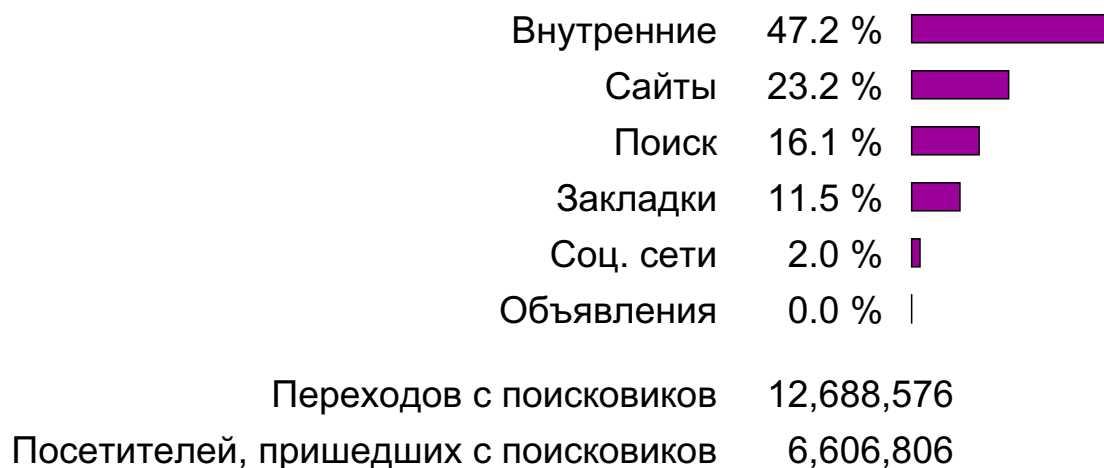 Внутренние 47.2 %
Сайты 23.2 %
Поиск 16.1 %
Закладки 11.5 %
Соц. сети 2.0 %
Объявления 0.0 %
Переходов с поисковиков 12,688,576
Посетителей, пришедших с поисковиков 6,606,806